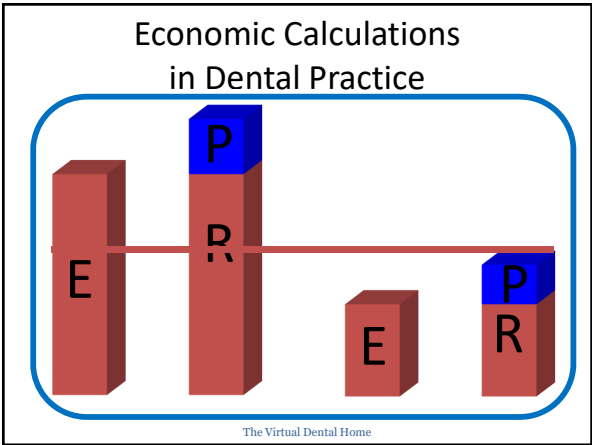 Economic Calculations
in Dental Practice
P
R
E
P
R
E
The Virtual Dental Home